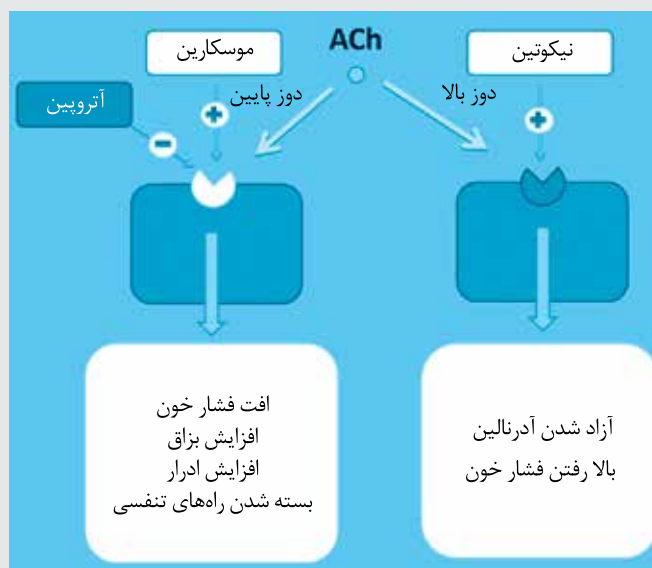 ACh
نیکوتین
موسکارین
آتروپین
دوز بالا
دوز پایین
+
+
-
آزاد شدن آدرنالین
بالا رفتن فشار خون
افت فشار خون
افزایش بزاق
افزایش ادرار
بسته شدن راه‌های تنفسی